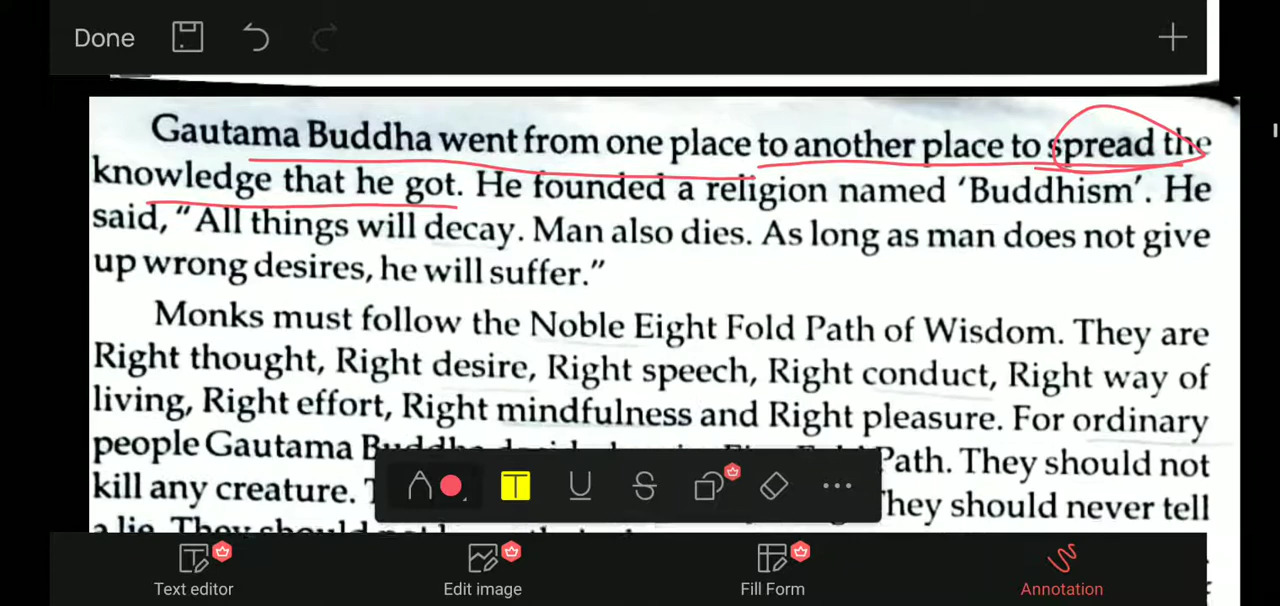 Done
Gautama Buddha went from one place to another place to spread the
knowledge that he got. He founded a religion named 'Buddhism'. He
said, "All things will decay. Man also dies. As long as man does not give
up wrong desires, he will suffer."
Monks must follow the Noble Eight Fold Path of Wisdom. They are
Right thought, Right desire, Right speech, Right conduct, Right way of
living, Right effort, Right mindfulness and Right pleasure. For ordinary
people Gautama Buddha Path. They should not
kill any creature. They should never tell
a lie. They should not
Text editor Edit image Fill Form Annotation